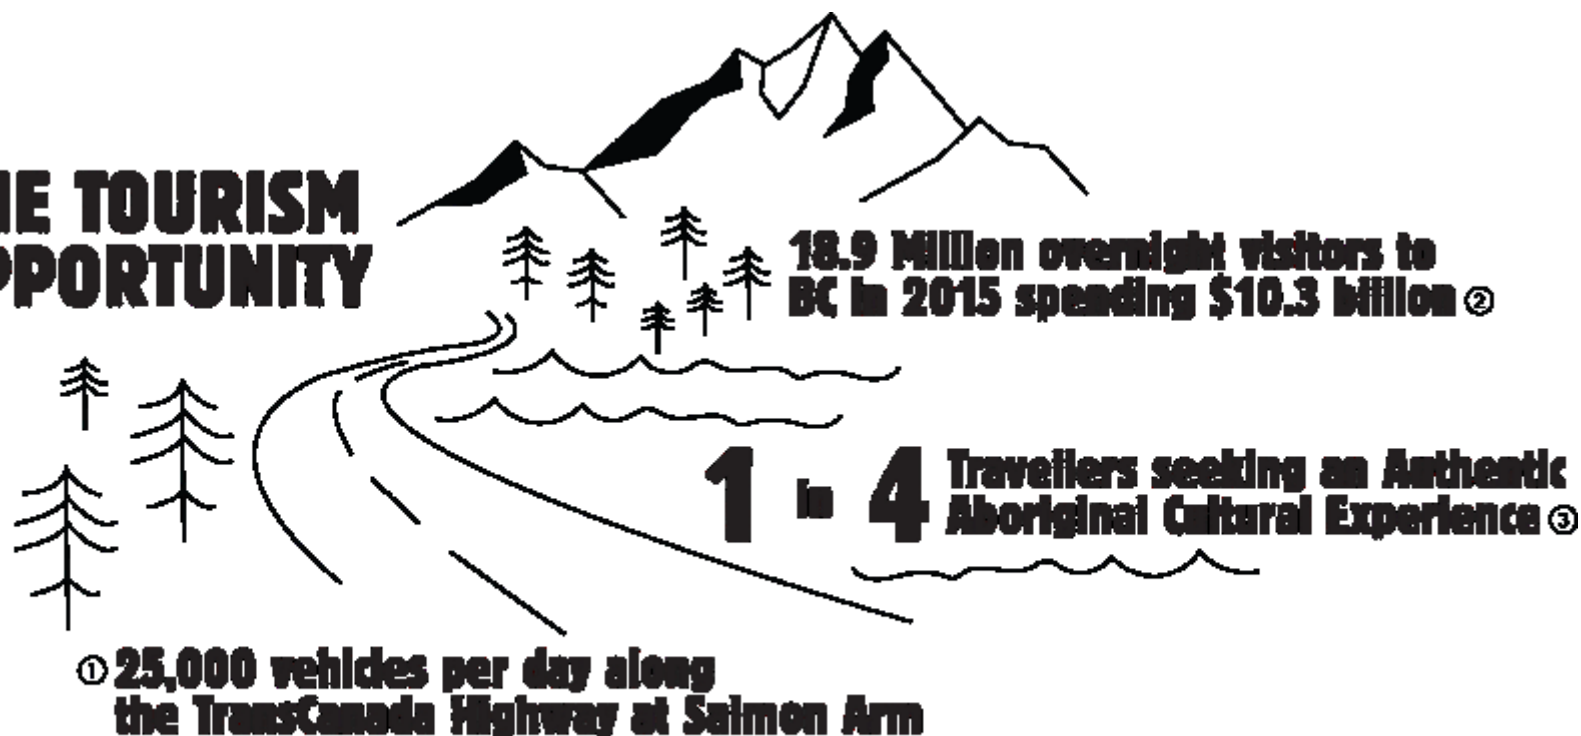 HE TOURISM
PPORTUNITY
18.9 Million overnight visitors to
BC in 2015 spending $10.3 billion ②
1 in 4 Travellers seeking an Authentic
Aboriginal Cultural Experience ③
① 25,000 vehicles per day along
the TransCanada Highway at Salmon Arm